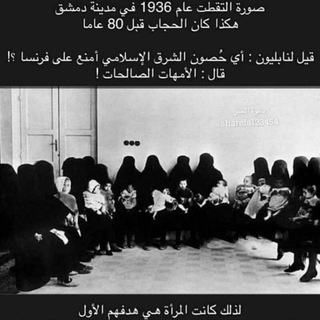 صورة التقطت عام 1936 في مدينة دمشق
هكذا كان الحجاب قبل 80 عاما
قيل لنابليون : أي حُصون الشرق الإسلامي أمنع على فرنسا ؟!
قال : الأمهات الصالحات !
sharefa123454
لذلك كانت المرأة هي هدفهم الأول